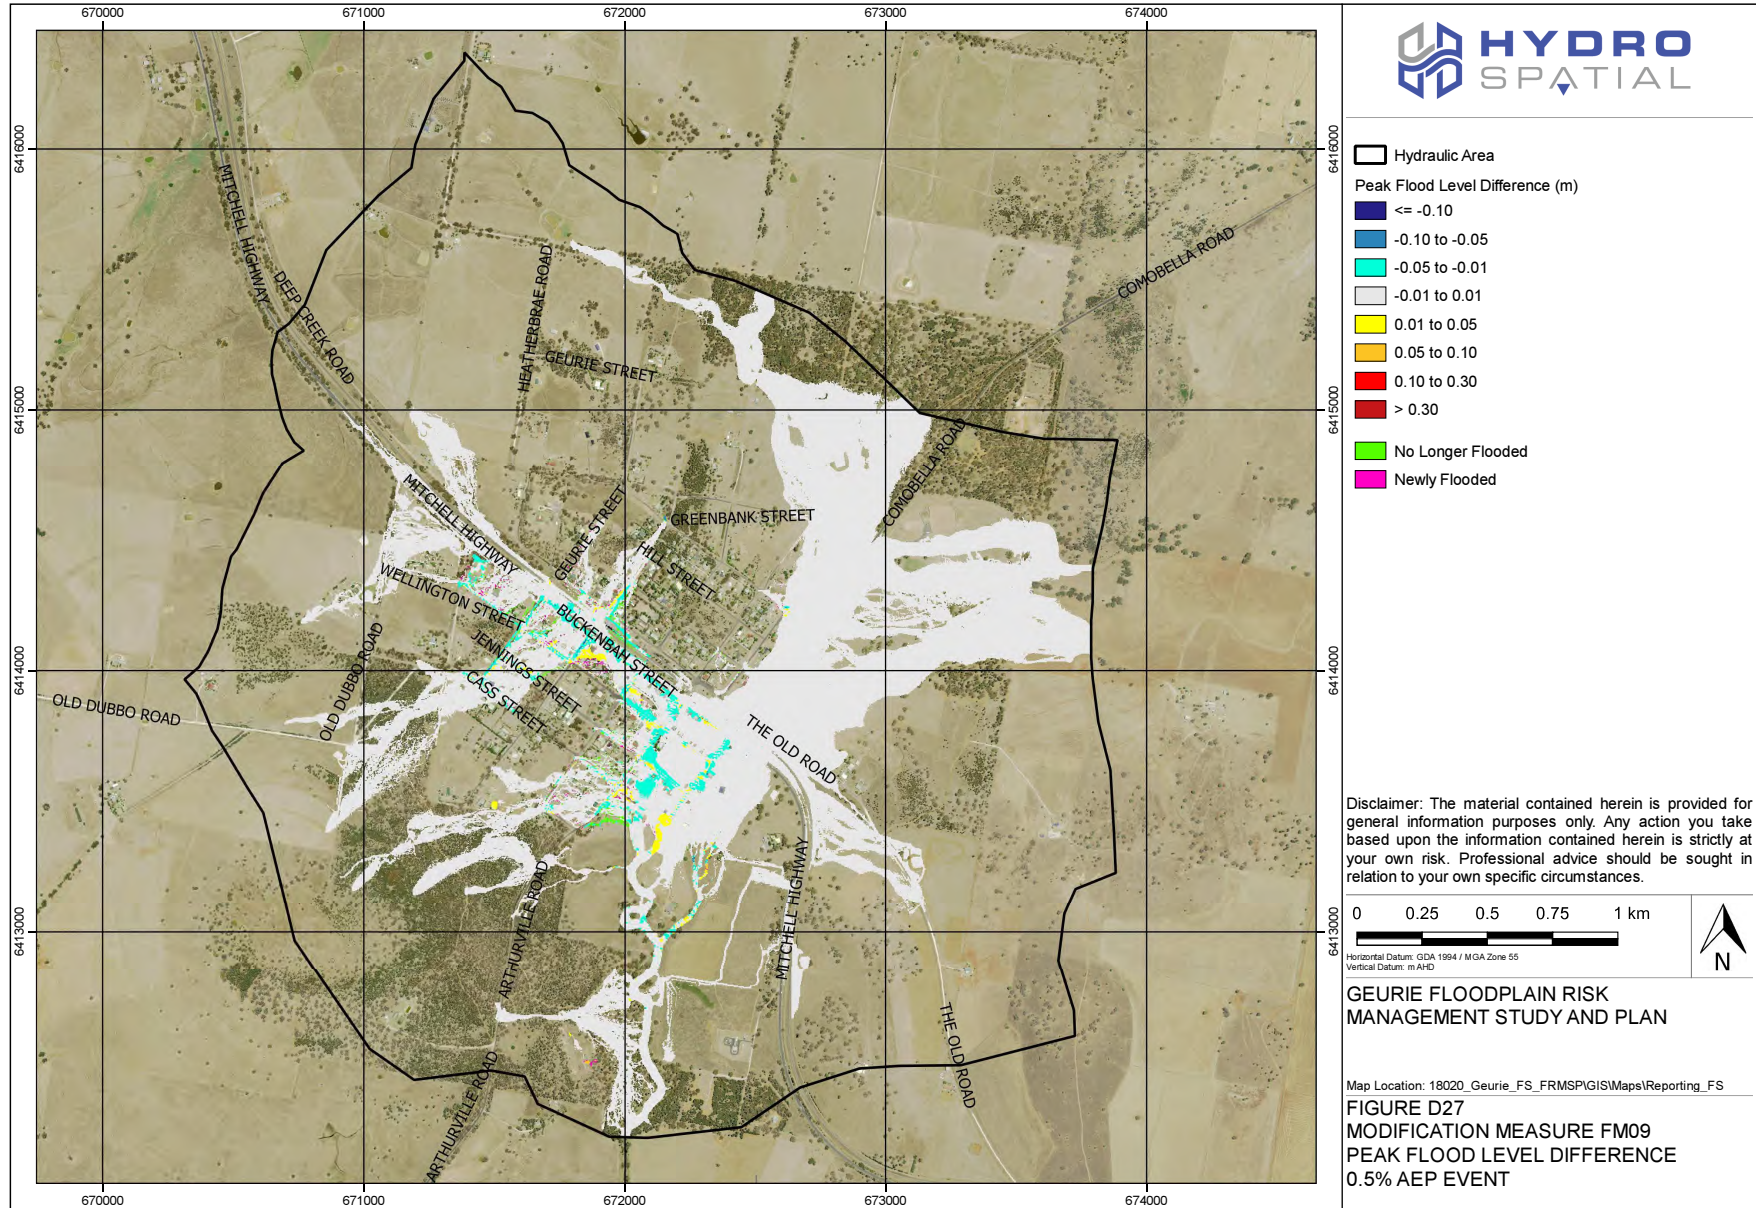 670000
671000
672000
673000
674000
6416000
6416000
MITCHELL HIGHWAY
DEEP CREEK ROAD
HEATHERBRAE ROAD
COMOBELLA ROAD
GEURIE STREET
6415000
6415000
COMOBELLA ROAD
MITCHELL HIGHWAY
GEURIE STREET
GREENBANK STREET
HILL STREET
WELLINGTON STREET
BUCKENBAH STREET
JENNINGS STREET
CASS STREET
OLD DUBBO ROAD
OLD DUBBO ROAD
6414000
6414000
THE OLD ROAD
MITCHELL HIGHWAY
ARTHURVILLE ROAD
6413000
6413000
THE OLD ROAD
ARTHURVILLE ROAD
670000
671000
672000
673000
674000
HYDRO
SPATIAL
Hydraulic Area
Peak Flood Level Difference (m)
<= -0.10
-0.10 to -0.05
-0.05 to -0.01
-0.01 to 0.01
0.01 to 0.05
0.05 to 0.10
0.10 to 0.30
> 0.30
No Longer Flooded
Newly Flooded
Disclaimer: The material contained herein is provided for
general information purposes only. Any action you take
based upon the information contained herein is strictly at
your own risk. Professional advice should be sought in
relation to your own specific circumstances.
0 0.25 0.5 0.75 1 km
Horizontal Datum: GDA 1994 / MGA Zone 55
Vertical Datum: m AHD
N
GEURIE FLOODPLAIN RISK
MANAGEMENT STUDY AND PLAN
Map Location: 18020_Geurie_FS_FRMSP\GIS\Maps\Reporting_FS
FIGURE D27
MODIFICATION MEASURE FM09
PEAK FLOOD LEVEL DIFFERENCE
0.5% AEP EVENT